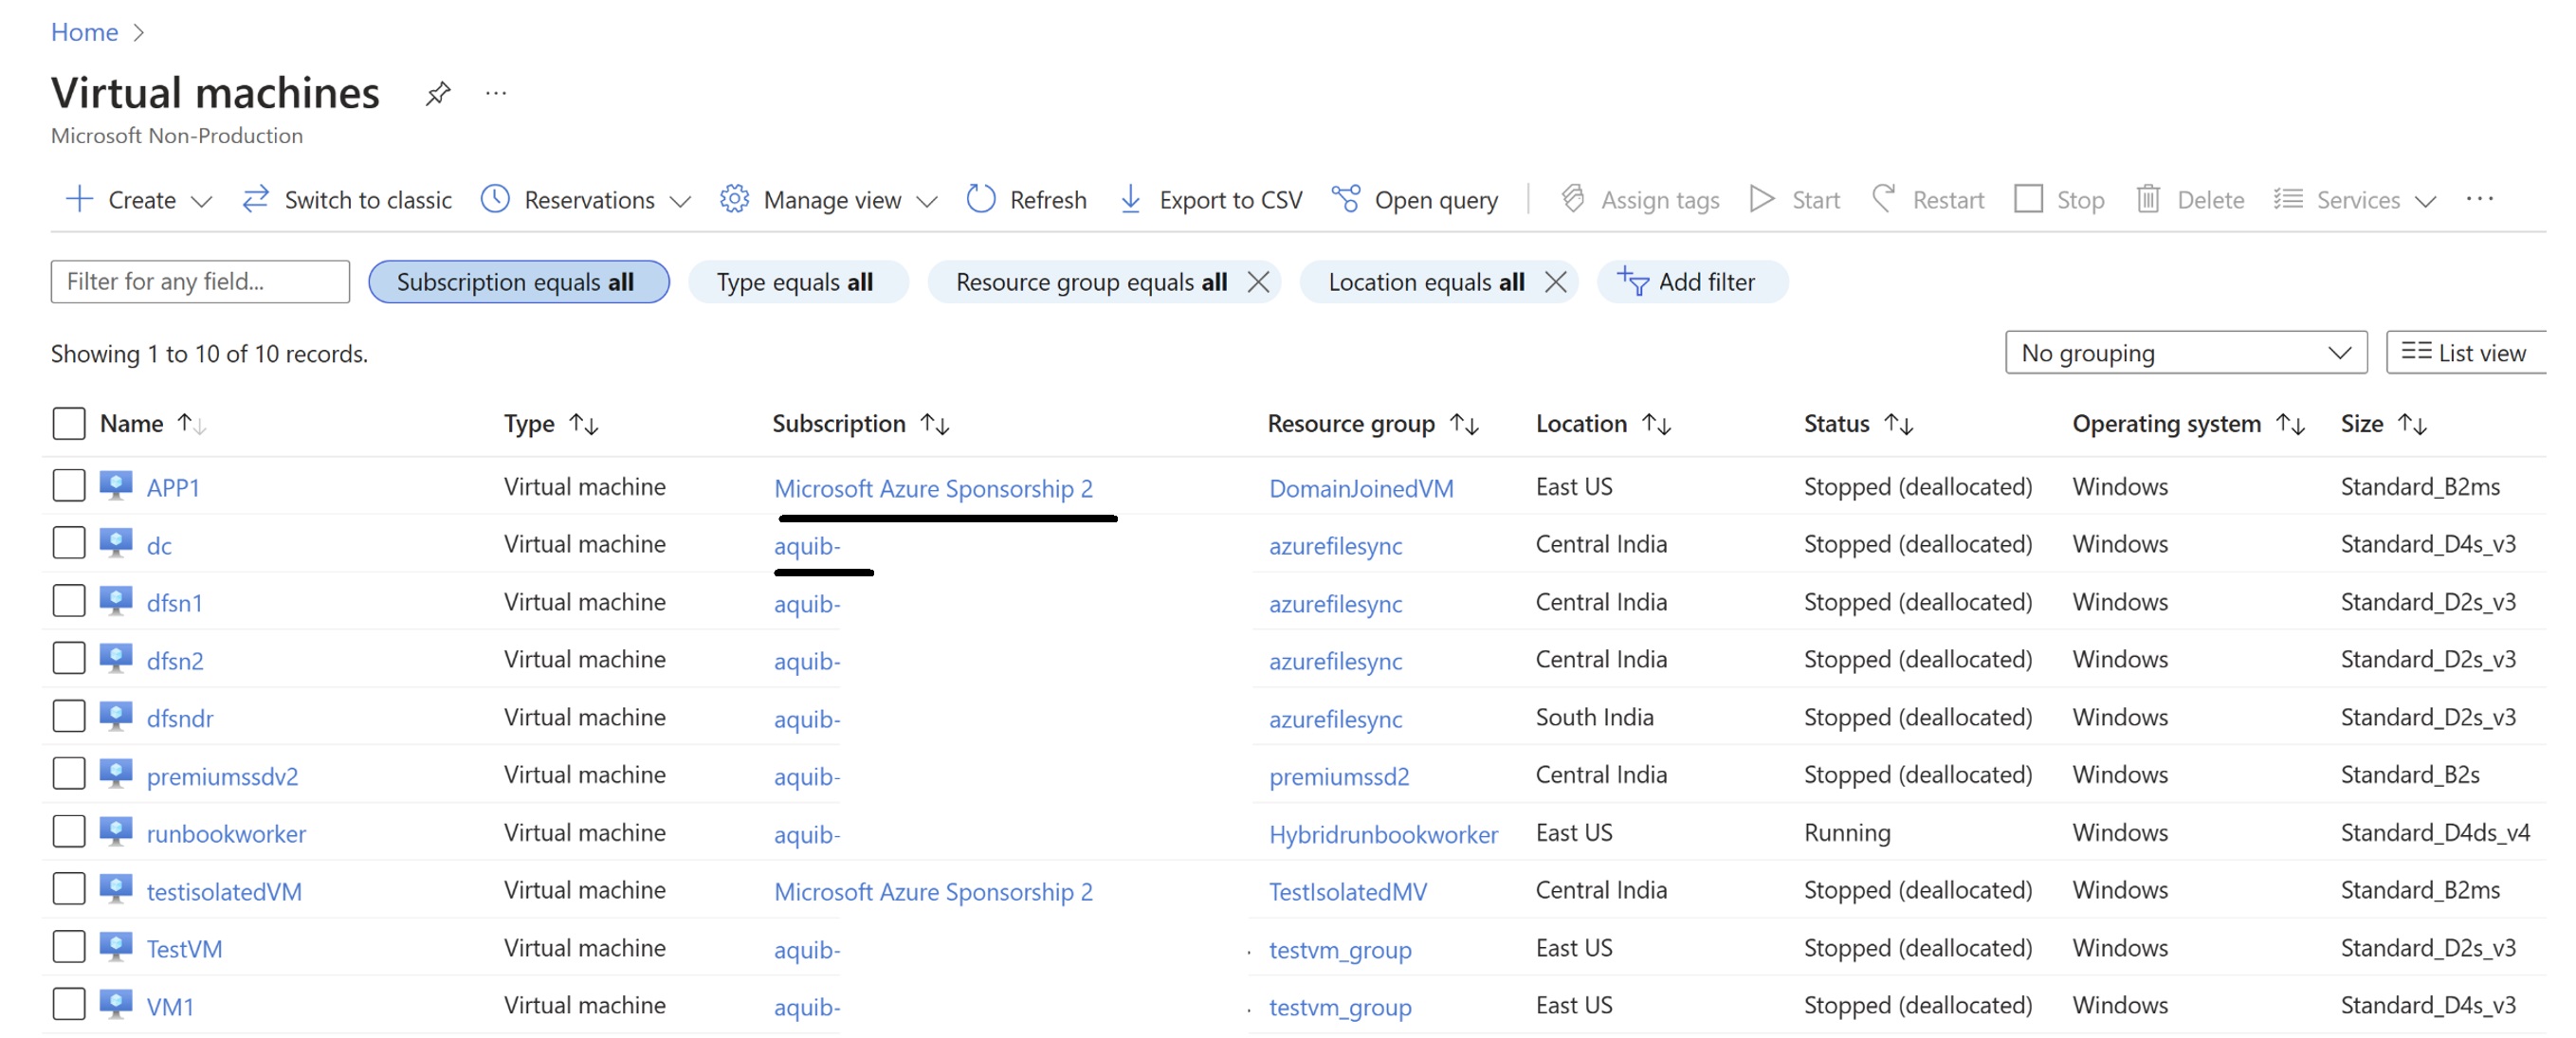 Home
Virtual machines ...
Microsoft Non-Production
Create Switch to classic Reservations Manage view Refresh Export to CSV Open query Assign tags Start Restart Stop Delete Services ...
Filter for any field... Subscription equals all Type equals all Resource group equals all Location equals all Add filter
Showing 1 to 10 of 10 records. No grouping List view
Name Type Subscription Resource group Location Status Operating system Size
APP1 Virtual machine Microsoft Azure Sponsorship 2 DomainJoinedVM East US Stopped (deallocated) Windows Standard_B2ms
dc Virtual machine aquib- azurefilesync Central India Stopped (deallocated) Windows Standard_D4s_v3
dfsn1 Virtual machine aquib- azurefilesync Central India Stopped (deallocated) Windows Standard_D2s_v3
dfsn2 Virtual machine aquib- azurefilesync Central India Stopped (deallocated) Windows Standard_D2s_v3
dfsndr Virtual machine aquib- azurefilesync South India Stopped (deallocated) Windows Standard_D2s_v3
premiumssdv2 Virtual machine aquib- premiumssd2 Central India Stopped (deallocated) Windows Standard_B2s
runbookworker Virtual machine aquib- Hybridrunbookworker East US Running Windows Standard_D4ds_v4
testisolatedVM Virtual machine Microsoft Azure Sponsorship 2 TestIsolatedMV Central India Stopped (deallocated) Windows Standard_B2ms
TestVM Virtual machine aquib- testvm_group East US Stopped (deallocated) Windows Standard_D2s_v3
VM1 Virtual machine aquib- testvm_group East US Stopped (deallocated) Windows Standard_D4s_v3